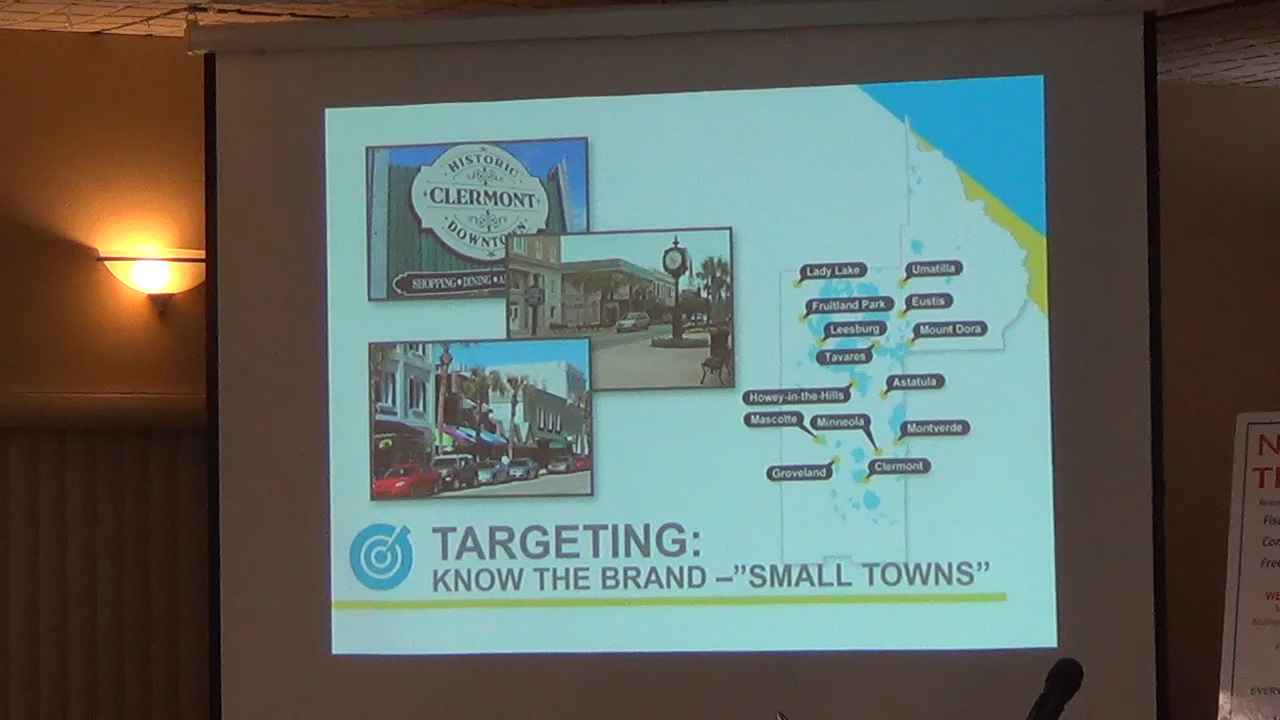 HISTORIC
CLERMONT
DOWNTOWN
SHOPPING • DINING •
Lady Lake
Umatilla
Fruitland Park
Eustis
Leesburg
Mount Dora
Tavares
Astatula
Howey-in-the-Hills
Mascotte
Minneola
Montverde
Groveland
Clermont
TARGETING:
KNOW THE BRAND –”SMALL TOWNS”